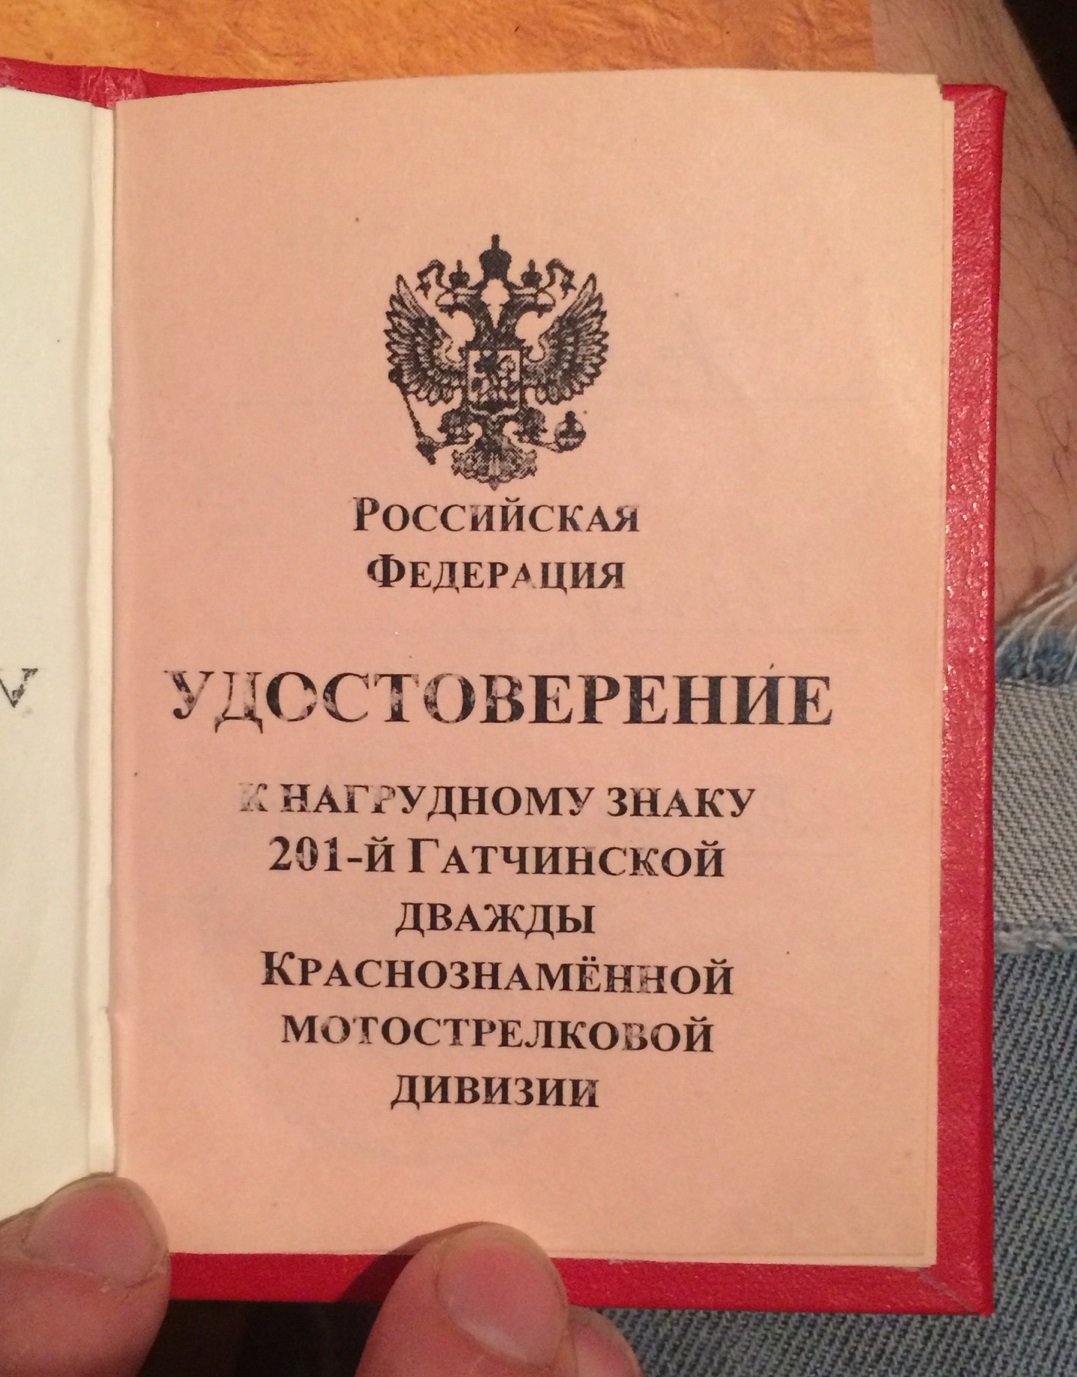 Российская
Федерация
УДОСТОВЕРЕНИЕ
к нагрудному знаку
201-й Гатчинской
дважды
Краснознамённой
мотострелковой
дивизии